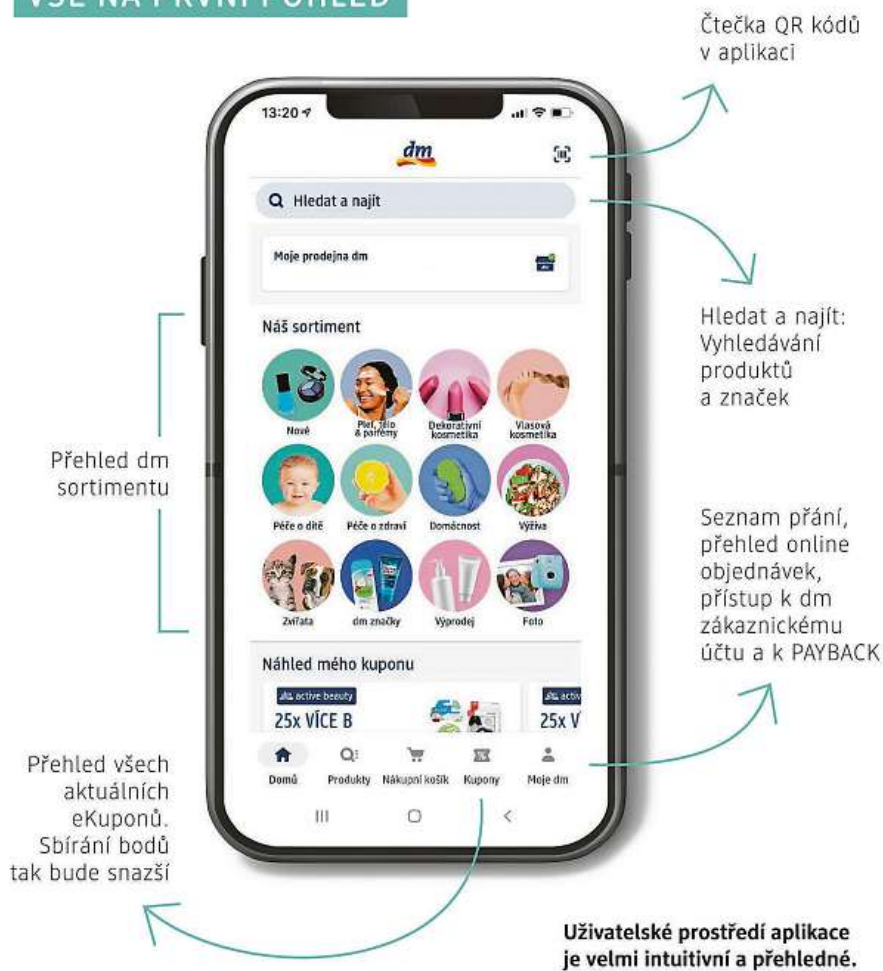 VŠE NA PRVNÍ POHLED
Čtečka QR kódů
v aplikaci
13:20
dm
Hledat a najít
Moje prodejna dm
Hledat a najít:
Vyhledávání
produktů
a značek
Náš sortiment
Nové
Pleť, tělo
& parfémy
Dekorativní
kosmetika
Vlasová
kosmetika
Přehled dm
sortimentu
Péče o dítě
Péče o zdraví
Domácnost
Výživa
Seznam přání,
přehled online
objednávek,
přístup k dm
zákaznickému
účtu a k PAYBACK
Zvířata
dm značky
Výprodej
Foto
Náhled mého kuponu
active beauty
25x VÍCE B
activ
25x V
Domů
Produkty
Nákupní košík
Kupony
Moje dm
Přehled všech
aktuálních
eKuponů.
Sbírání bodů
tak bude snazší
Uživatelské prostředí aplikace
je velmi intuitivní a přehledné.